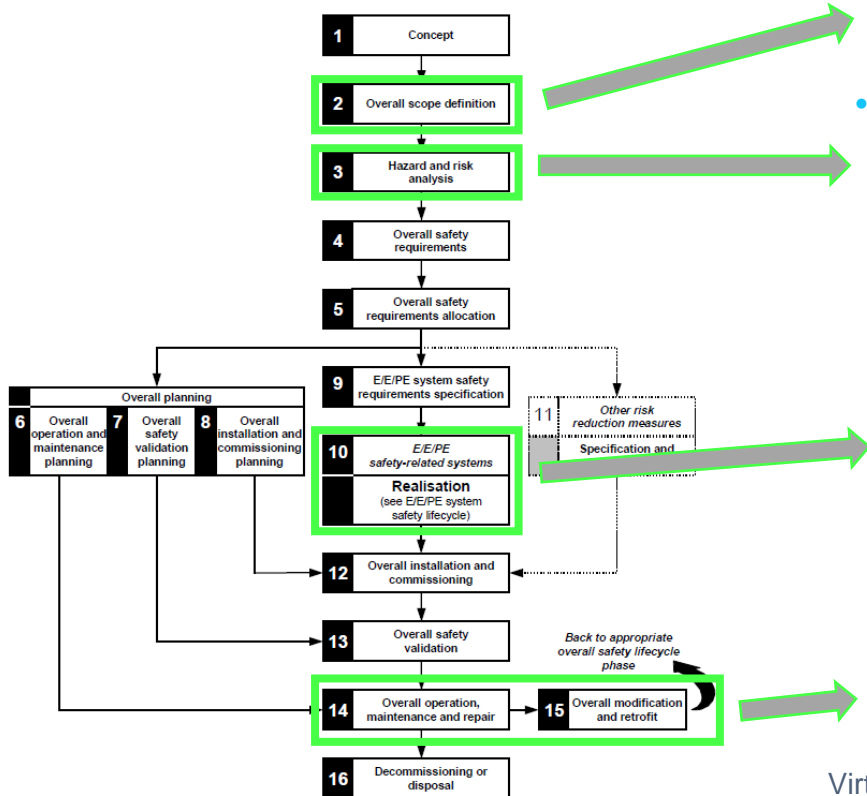 1
Concept
2
Overall scope definition
3
Hazard and risk
analysis
4
Overall safety
requirements
5
Overall safety
requirements allocation
Overall planning
6
Overall
operation and
maintenance
planning
7
Overall
safety
validation
planning
8
Overall
installation and
commissioning
planning
9
E/E/PE system safety
requirements specification
10
E/E/PE
safety-related systems
Realisation
(see E/E/PE system
safety lifecycle)
11
Other risk
reduction measures
Specification and
12
Overall installation and
commissioning
13
Overall safety
validation
Back to appropriate
overall safety lifecycle
phase
14
Overall operation,
maintenance and repair
15
Overall modification
and retrofit
16
Decommissioning or
disposal
Virt